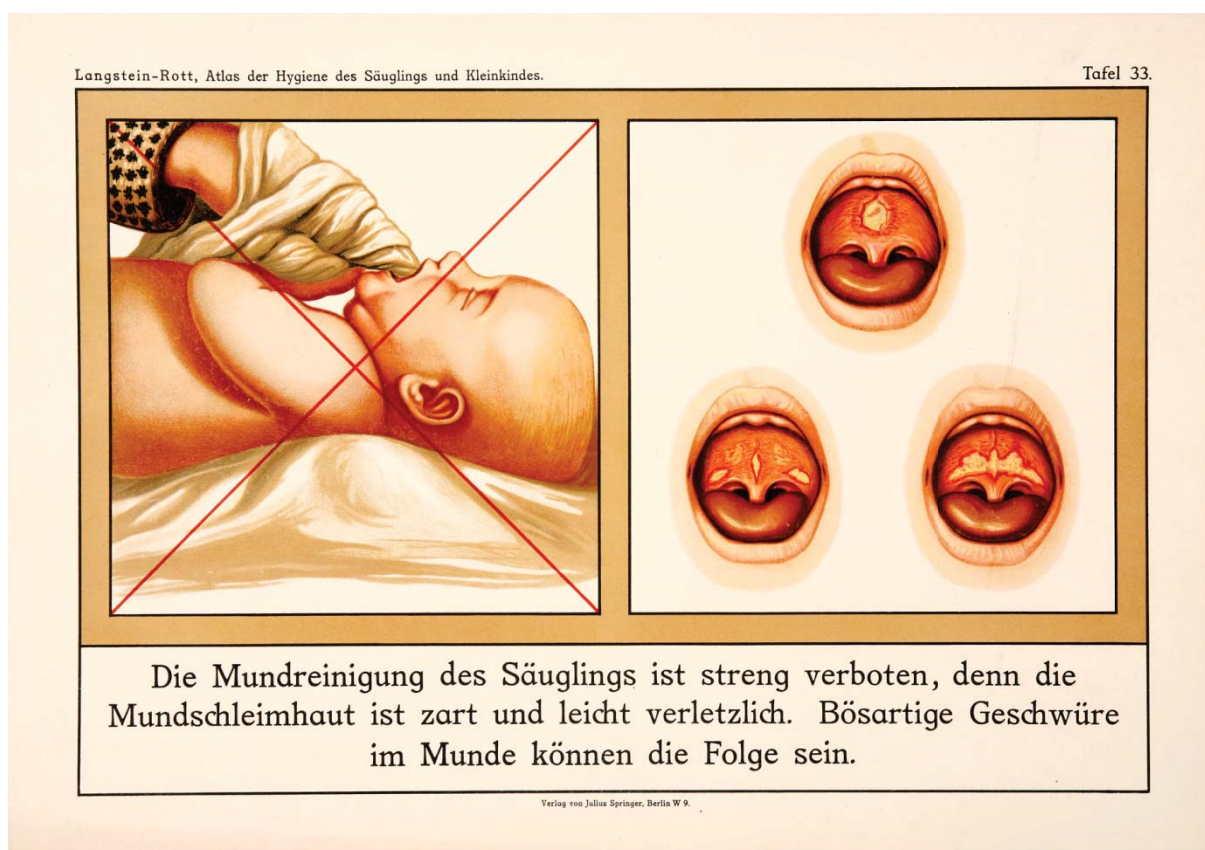 Langstein-Rott, Atlas der Hygiene des Säuglings und Kleinkindes.
Tafel 33.
Die Mundreinigung des Säuglings ist streng verboten, denn die
Mundschleimhaut ist zart und leicht verletzlich. Bösartige Geschwüre
im Munde können die Folge sein.
Verlag von Julius Springer, Berlin W 9.